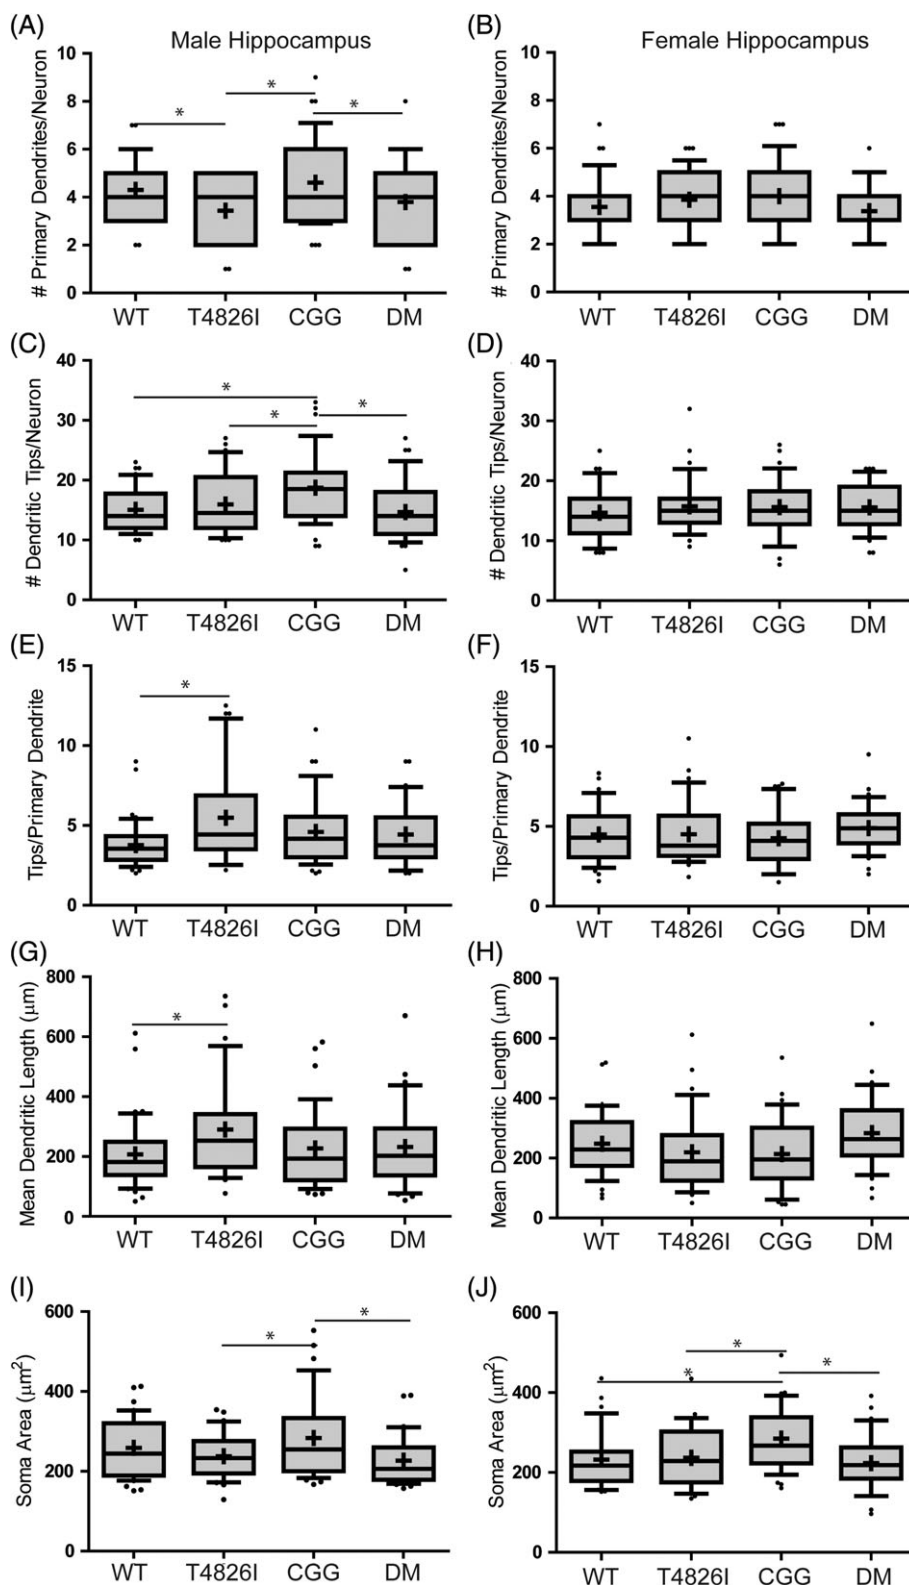 (A) Male Hippocampus
# Primary Dendrites/Neuron
10
8
6
4
2
0
* * *
WT T4826I CGG DM
(B) Female Hippocampus
# Primary Dendrites/Neuron
10
8
6
4
2
0
WT T4826I CGG DM
(C)
# Dendritic Tips/Neuron
40
30
20
10
0
* * *
WT T4826I CGG DM
(D)
# Dendritic Tips/Neuron
40
30
20
10
0
WT T4826I CGG DM
(E)
Tips/Primary Dendrite
15
10
5
0
*
WT T4826I CGG DM
(F)
Tips/Primary Dendrite
15
10
5
0
WT T4826I CGG DM
(G)
Mean Dendritic Length (μm)
800
600
400
200
0
*
WT T4826I CGG DM
(H)
Mean Dendritic Length (μm)
800
600
400
200
0
WT T4826I CGG DM
(I)
Soma Area (μm²)
600
400
200
0
* *
WT T4826I CGG DM
(J)
Soma Area (μm²)
600
400
200
0
* * *
WT T4826I CGG DM